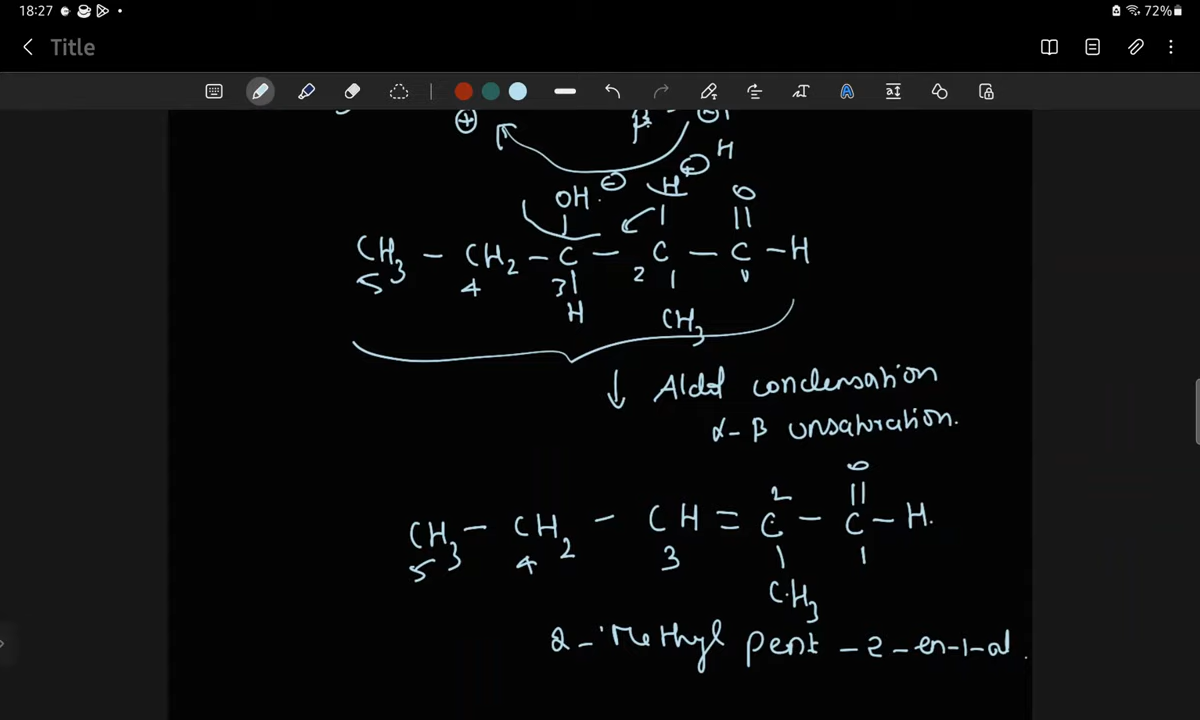 18:27 72%
Title
⊕ β ⊖
OH ⊖ H ⊕ H O
CH₃ – CH₂ – C – C – C – H
5 4 3 2 1
H CH₃
↓ Aldol condensation
α-β unsaturation.
2 O
CH₃ – CH₂ – CH = C – C – H.
5 4 3 1
CH₃
2-Methyl pent-2-en-1-al.